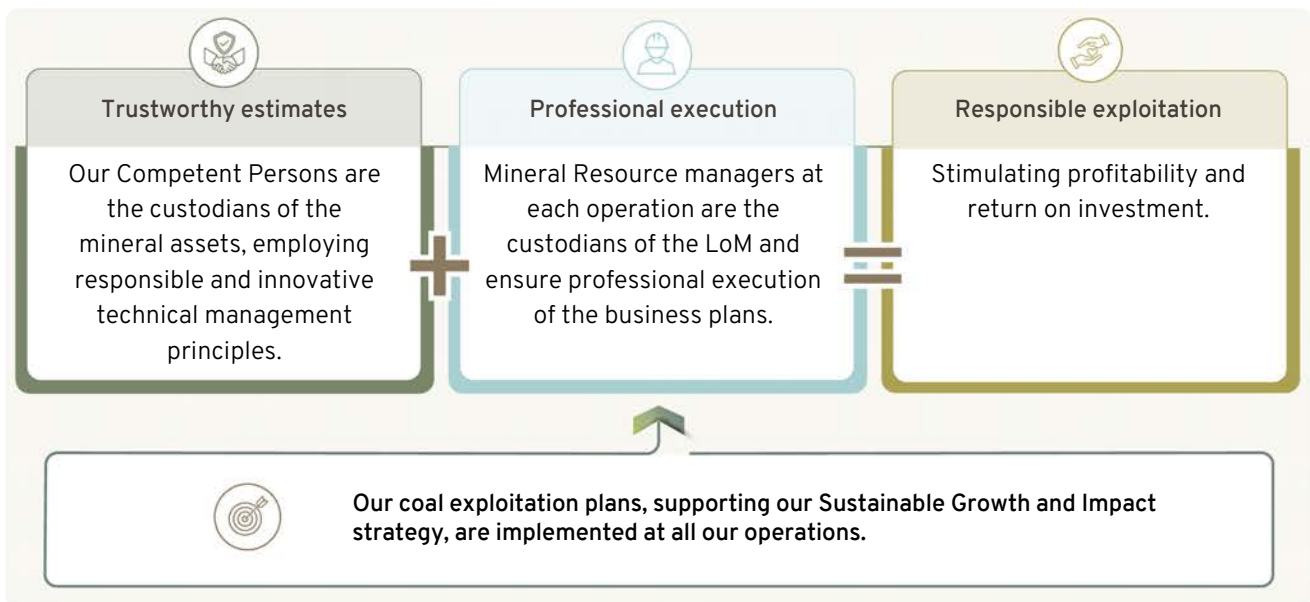 Trustworthy estimates
Our Competent Persons are
the custodians of the
mineral assets, employing
responsible and innovative
technical management
principles.
Professional execution
Mineral Resource managers at
each operation are the
custodians of the LoM and
ensure professional execution
of the business plans.
Responsible exploitation
Stimulating profitability and
return on investment.
Our coal exploitation plans, supporting our Sustainable Growth and Impact
strategy, are implemented at all our operations.